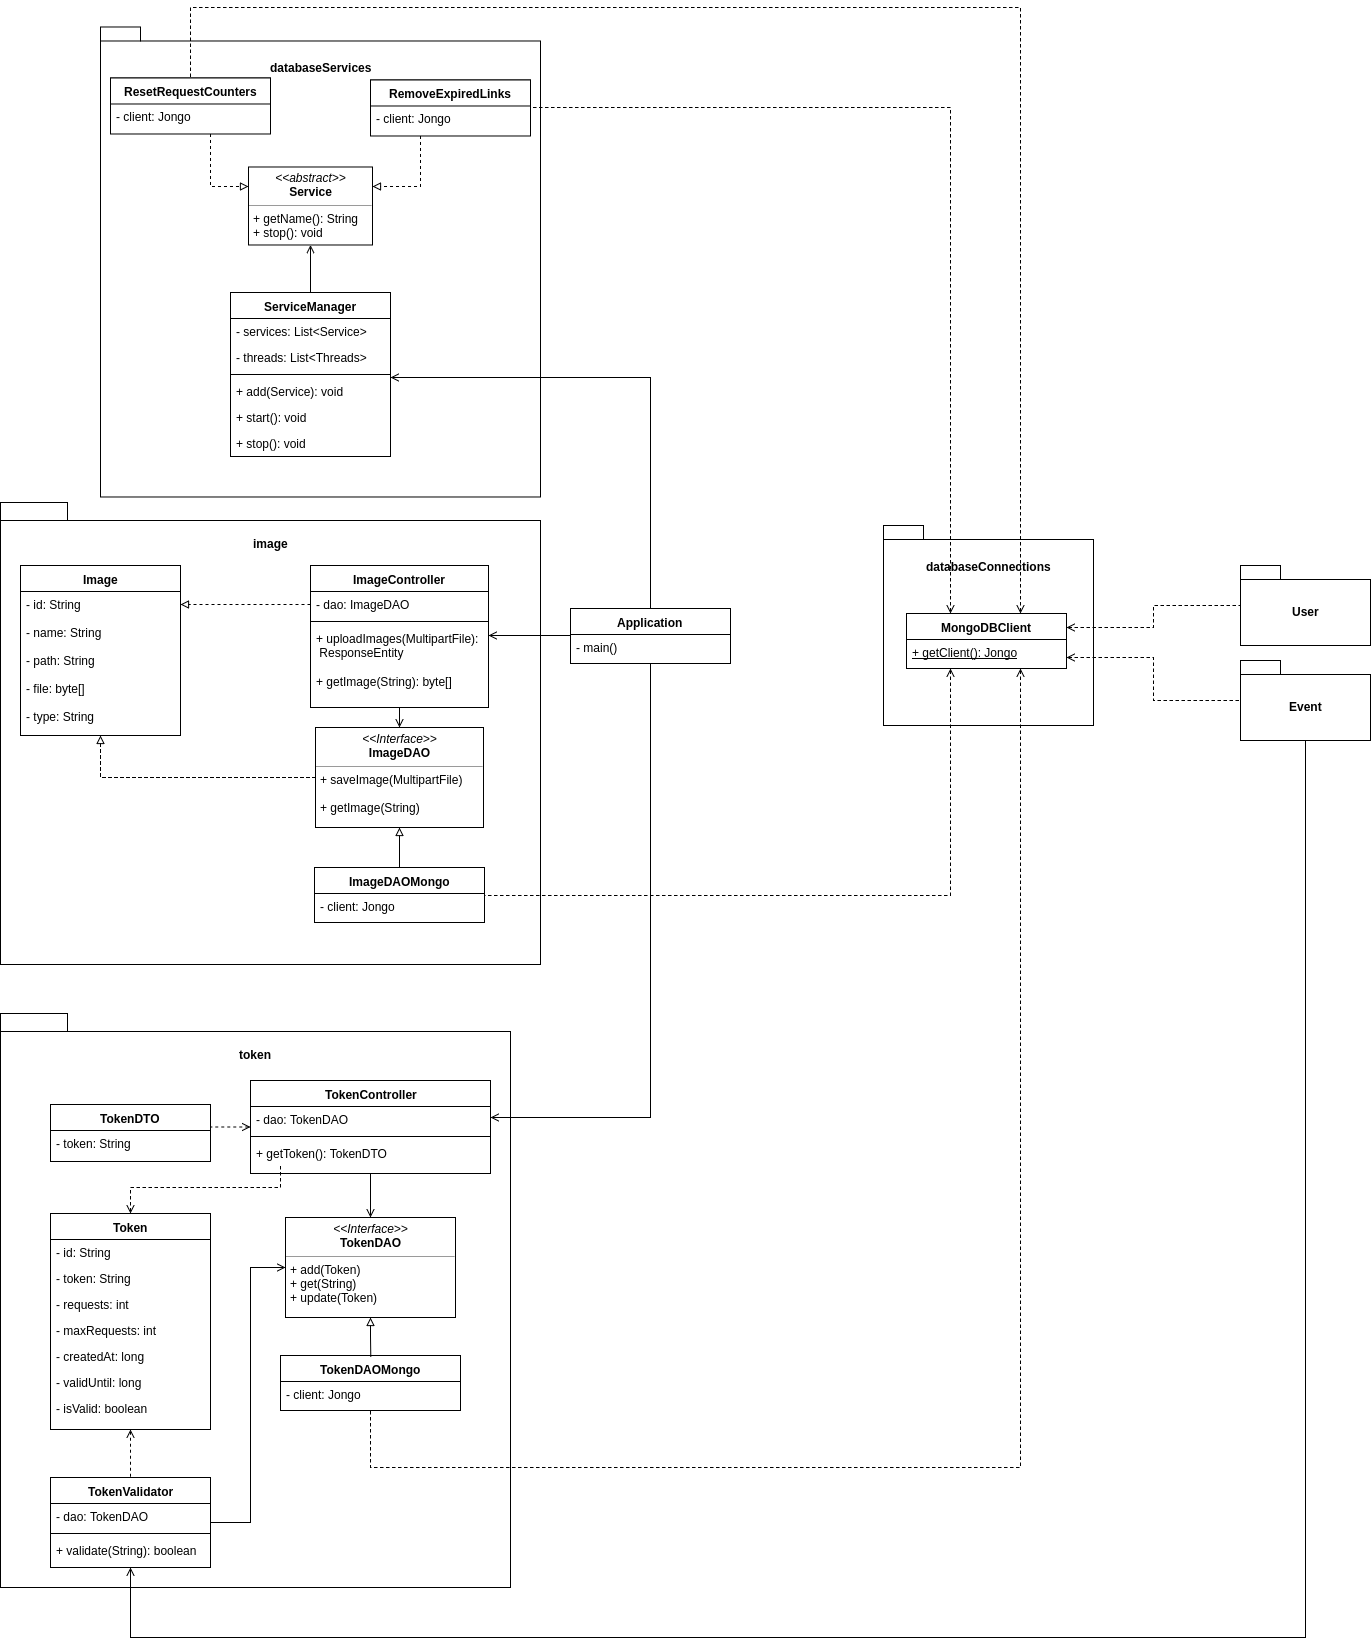 databaseServices
ResetRequestCounters
- client: Jongo
RemoveExpiredLinks
- client: Jongo
<<abstract>>
Service
+ getName(): String
+ stop(): void
ServiceManager
- services: List<Service>
- threads: List<Threads>
+ add(Service): void
+ start(): void
+ stop(): void
image
Image
- id: String
- name: String
- path: String
- file: byte[]
- type: String
ImageController
- dao: ImageDAO
+ uploadImages(MultipartFile):
ResponseEntity
+ getImage(String): byte[]
<<Interface>>
ImageDAO
+ saveImage(MultipartFile)
+ getImage(String)
ImageDAOMongo
- client: Jongo
Application
- main()
databaseConnections
MongoDBClient
+ getClient(): Jongo
User
Event
token
TokenDTO
- token: String
TokenController
- dao: TokenDAO
+ getToken(): TokenDTO
Token
- id: String
- token: String
- requests: int
- maxRequests: int
- createdAt: long
- validUntil: long
- isValid: boolean
<<Interface>>
TokenDAO
+ add(Token)
+ get(String)
+ update(Token)
TokenDAOMongo
- client: Jongo
TokenValidator
- dao: TokenDAO
+ validate(String): boolean